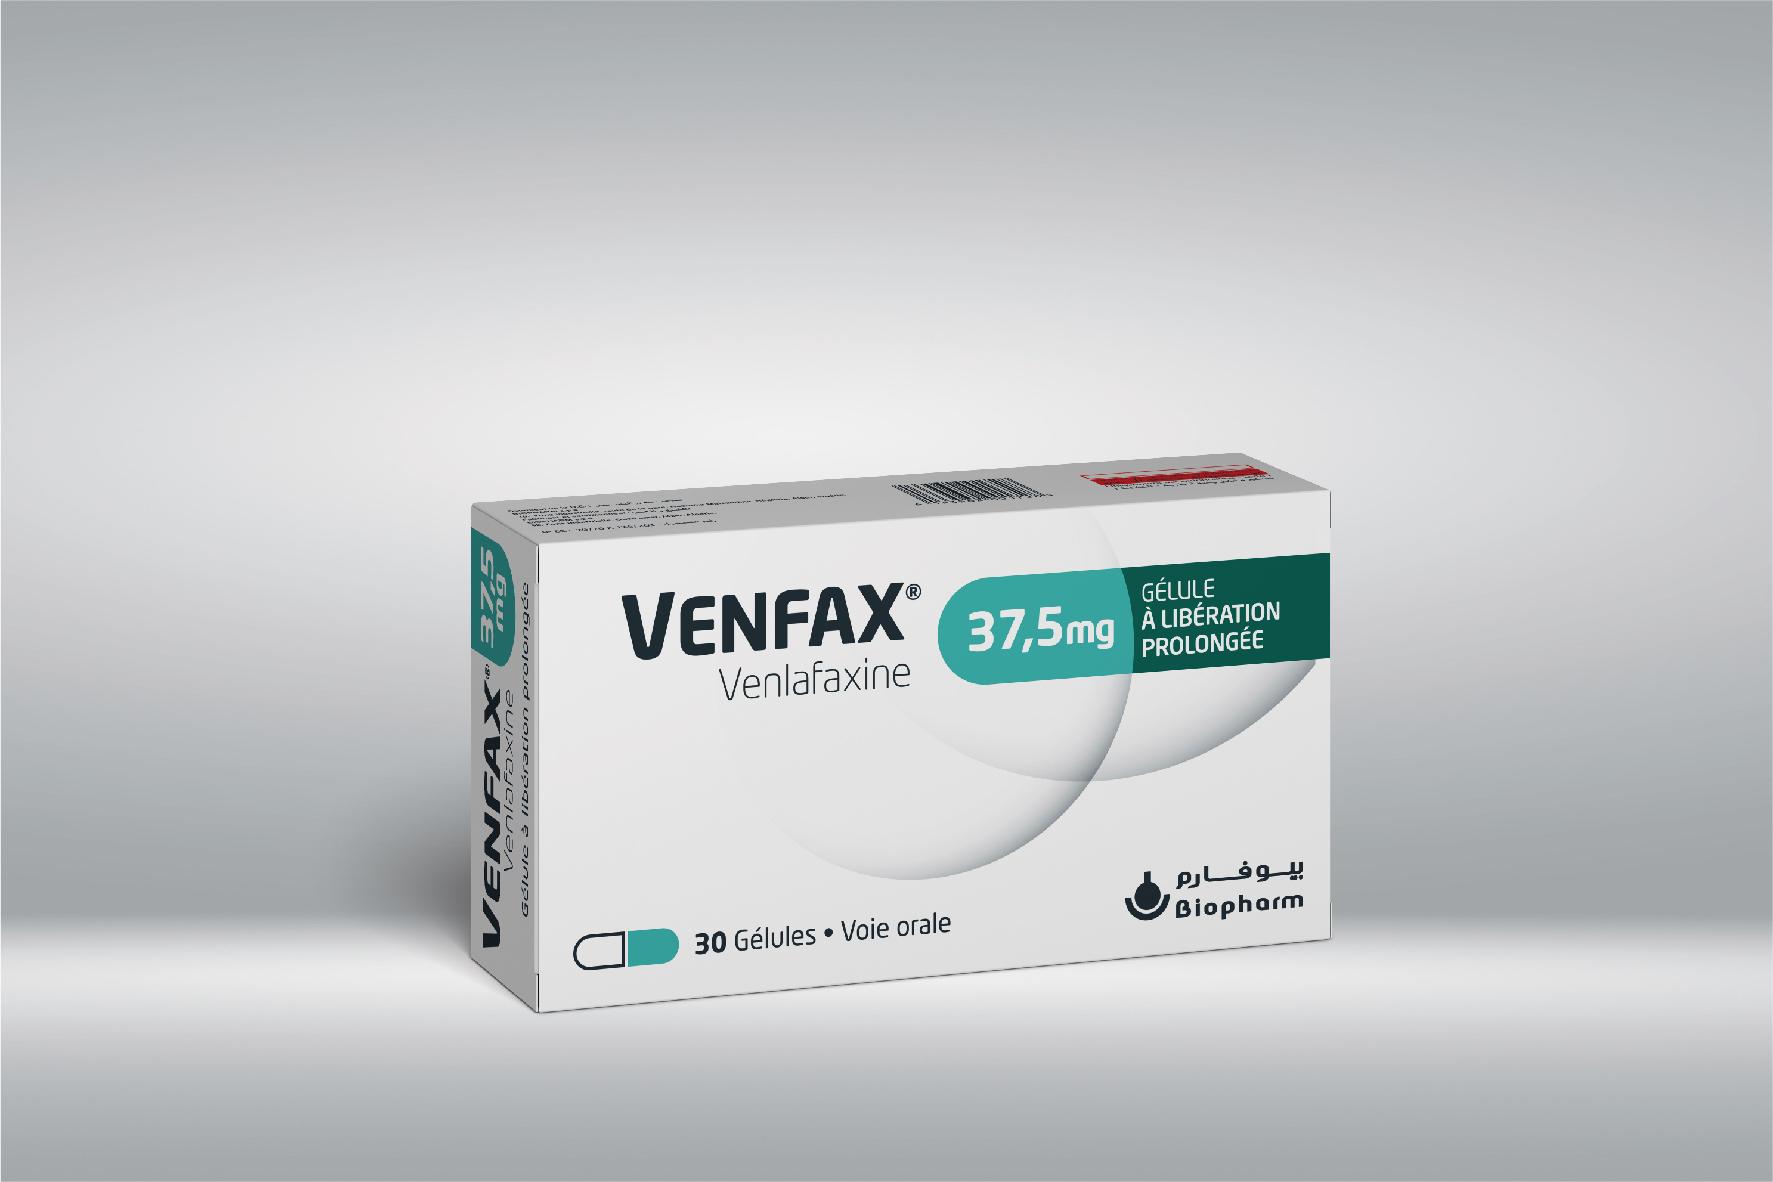 VENFAX®
Venlafaxine
37,5mg
GÉLULE
À LIBÉRATION
PROLONGÉE
30 Gélules • Voie orale
بيوفارم
Biopharm
37,5
mg
VENFAX®
Venlafaxine
Gélule à libération prolongée